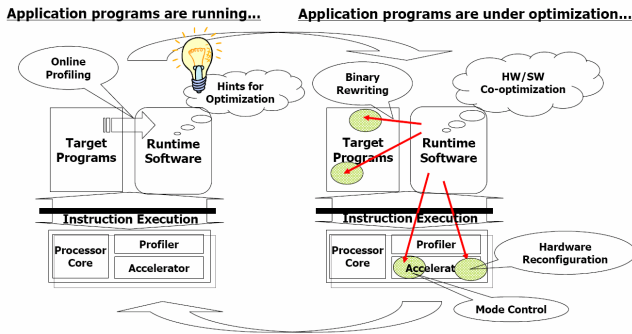 Application programs are running...
Application programs are under optimization...
Online
Profiling
Hints for
Optimization
Target
Programs
Runtime
Software
Instruction Execution
Processor
Core
Profiler
Accelerator
Binary
Rewriting
HW/SW
Co-optimization
Target
Programs
Runtime
Software
Instruction Execution
Processor
Core
Profiler
Accelerat
Hardware
Reconfiguration
Mode Control